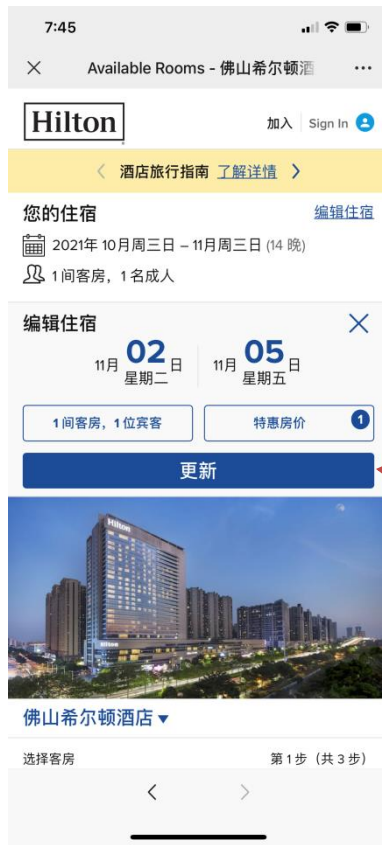 7:45
Available Rooms - 佛山希尔顿酒
Hilton
加入 Sign In
酒店旅行指南 了解详情
您的住宿 编辑住宿
2021年 10月周三日 – 11月周三日 (14 晚)
1 间客房，1 名成人
编辑住宿
11月 02 日 11月 05 日
星期二 星期五
1 间客房，1 位宾客 特惠房价 1
更新
Hilton
佛山希尔顿酒店
选择客房 第 1 步（共 3 步）